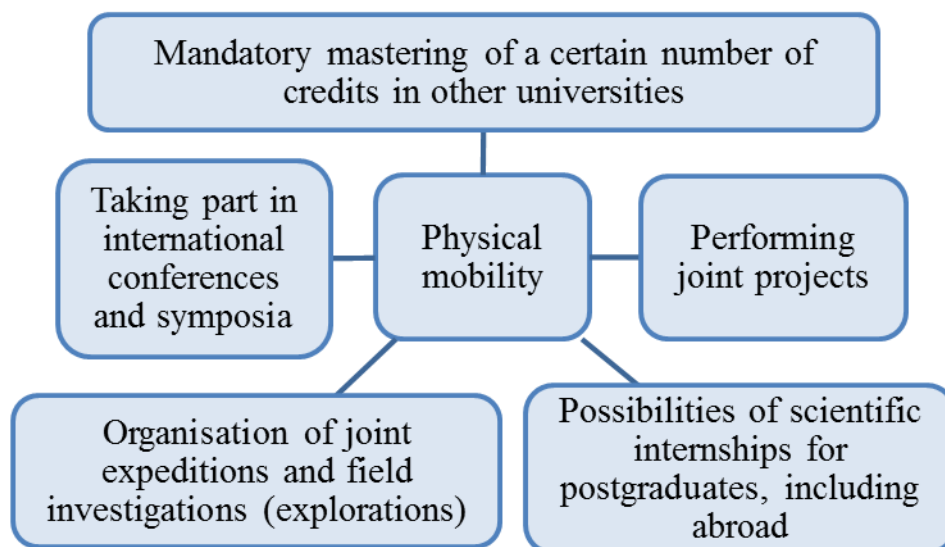 Mandatory mastering of a certain number of
credits in other universities
Taking part in
international
conferences
and symposia
Physical
mobility
Performing
joint projects
Organisation of joint
expeditions and field
investigations (explorations)
Possibilities of scientific
internships for
postgraduates, including
abroad